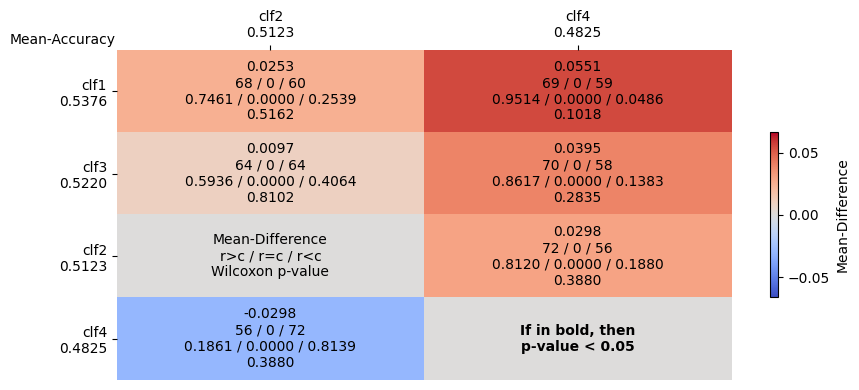 clf2
0.5123
clf4
0.4825
Mean-Accuracy
clf1
0.5376
0.0253
68 / 0 / 60
0.7461 / 0.0000 / 0.2539
0.5162
0.0551
69 / 0 / 59
0.9514 / 0.0000 / 0.0486
0.1018
clf3
0.5220
0.0097
64 / 0 / 64
0.5936 / 0.0000 / 0.4064
0.8102
0.0395
70 / 0 / 58
0.8617 / 0.0000 / 0.1383
0.2835
clf2
0.5123
Mean-Difference
r>c / r=c / r<c
Wilcoxon p-value
0.0298
72 / 0 / 56
0.8120 / 0.0000 / 0.1880
0.3880
clf4
0.4825
-0.0298
56 / 0 / 72
0.1861 / 0.0000 / 0.8139
0.3880
If in bold, then
p-value < 0.05
0.05
0.00
−0.05
Mean-Difference